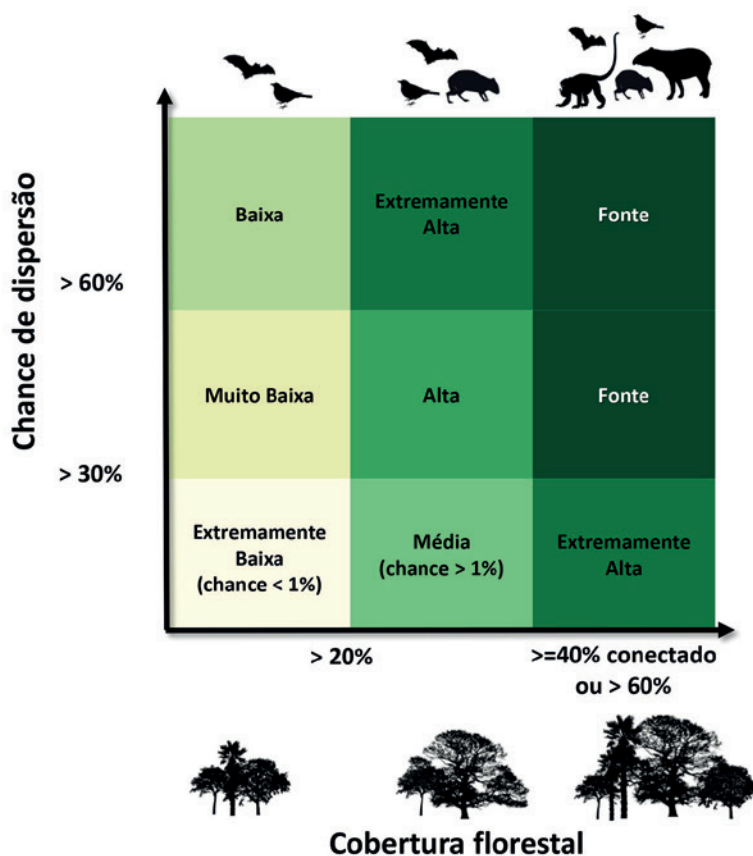 Chance de dispersão
> 60%
> 30%
Baixa
Extremamente
Alta
Fonte
Muito Baixa
Alta
Fonte
Extremamente
Baixa
(chance < 1%)
Média
(chance > 1%)
Extremamente
Alta
> 20%
>=40% conectado
ou > 60%
Cobertura florestal